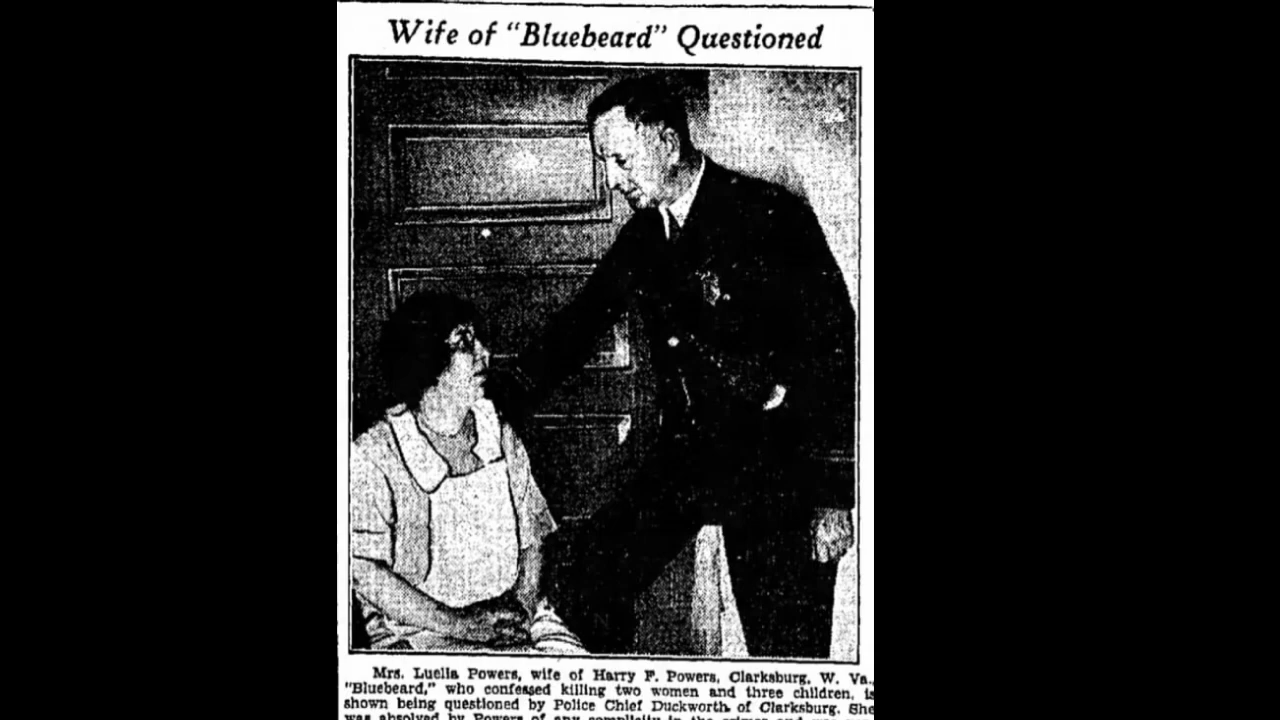 Wife of "Bluebeard" Questioned
Mrs. Luella Powers, wife of Harry F. Powers, Clarksburg, W. Va.,
"Bluebeard," who confessed killing two women and three children, is
shown being questioned by Police Chief Duckworth of Clarksburg. She
was absolved by Powers of any complicity in the crimes and was